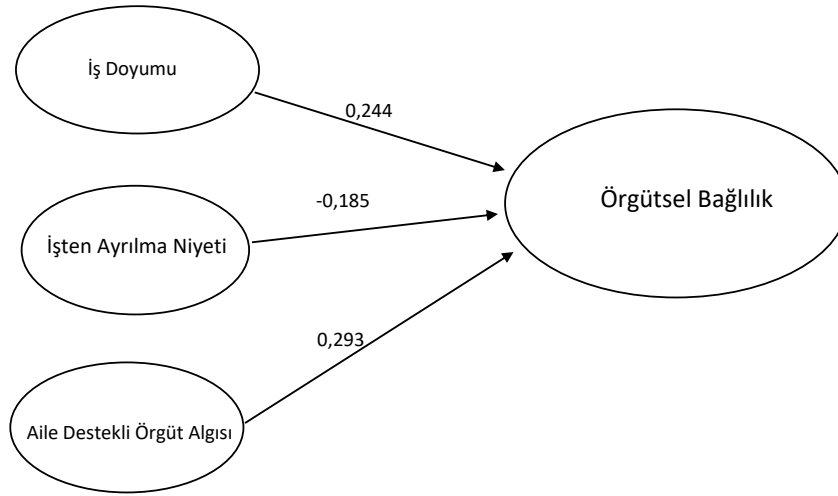 İş Doyumu
0,244
Örgütsel Bağlılık
-0,185
İşten Ayrılma Niyeti
0,293
Aile Destekli Örgüt Algısı